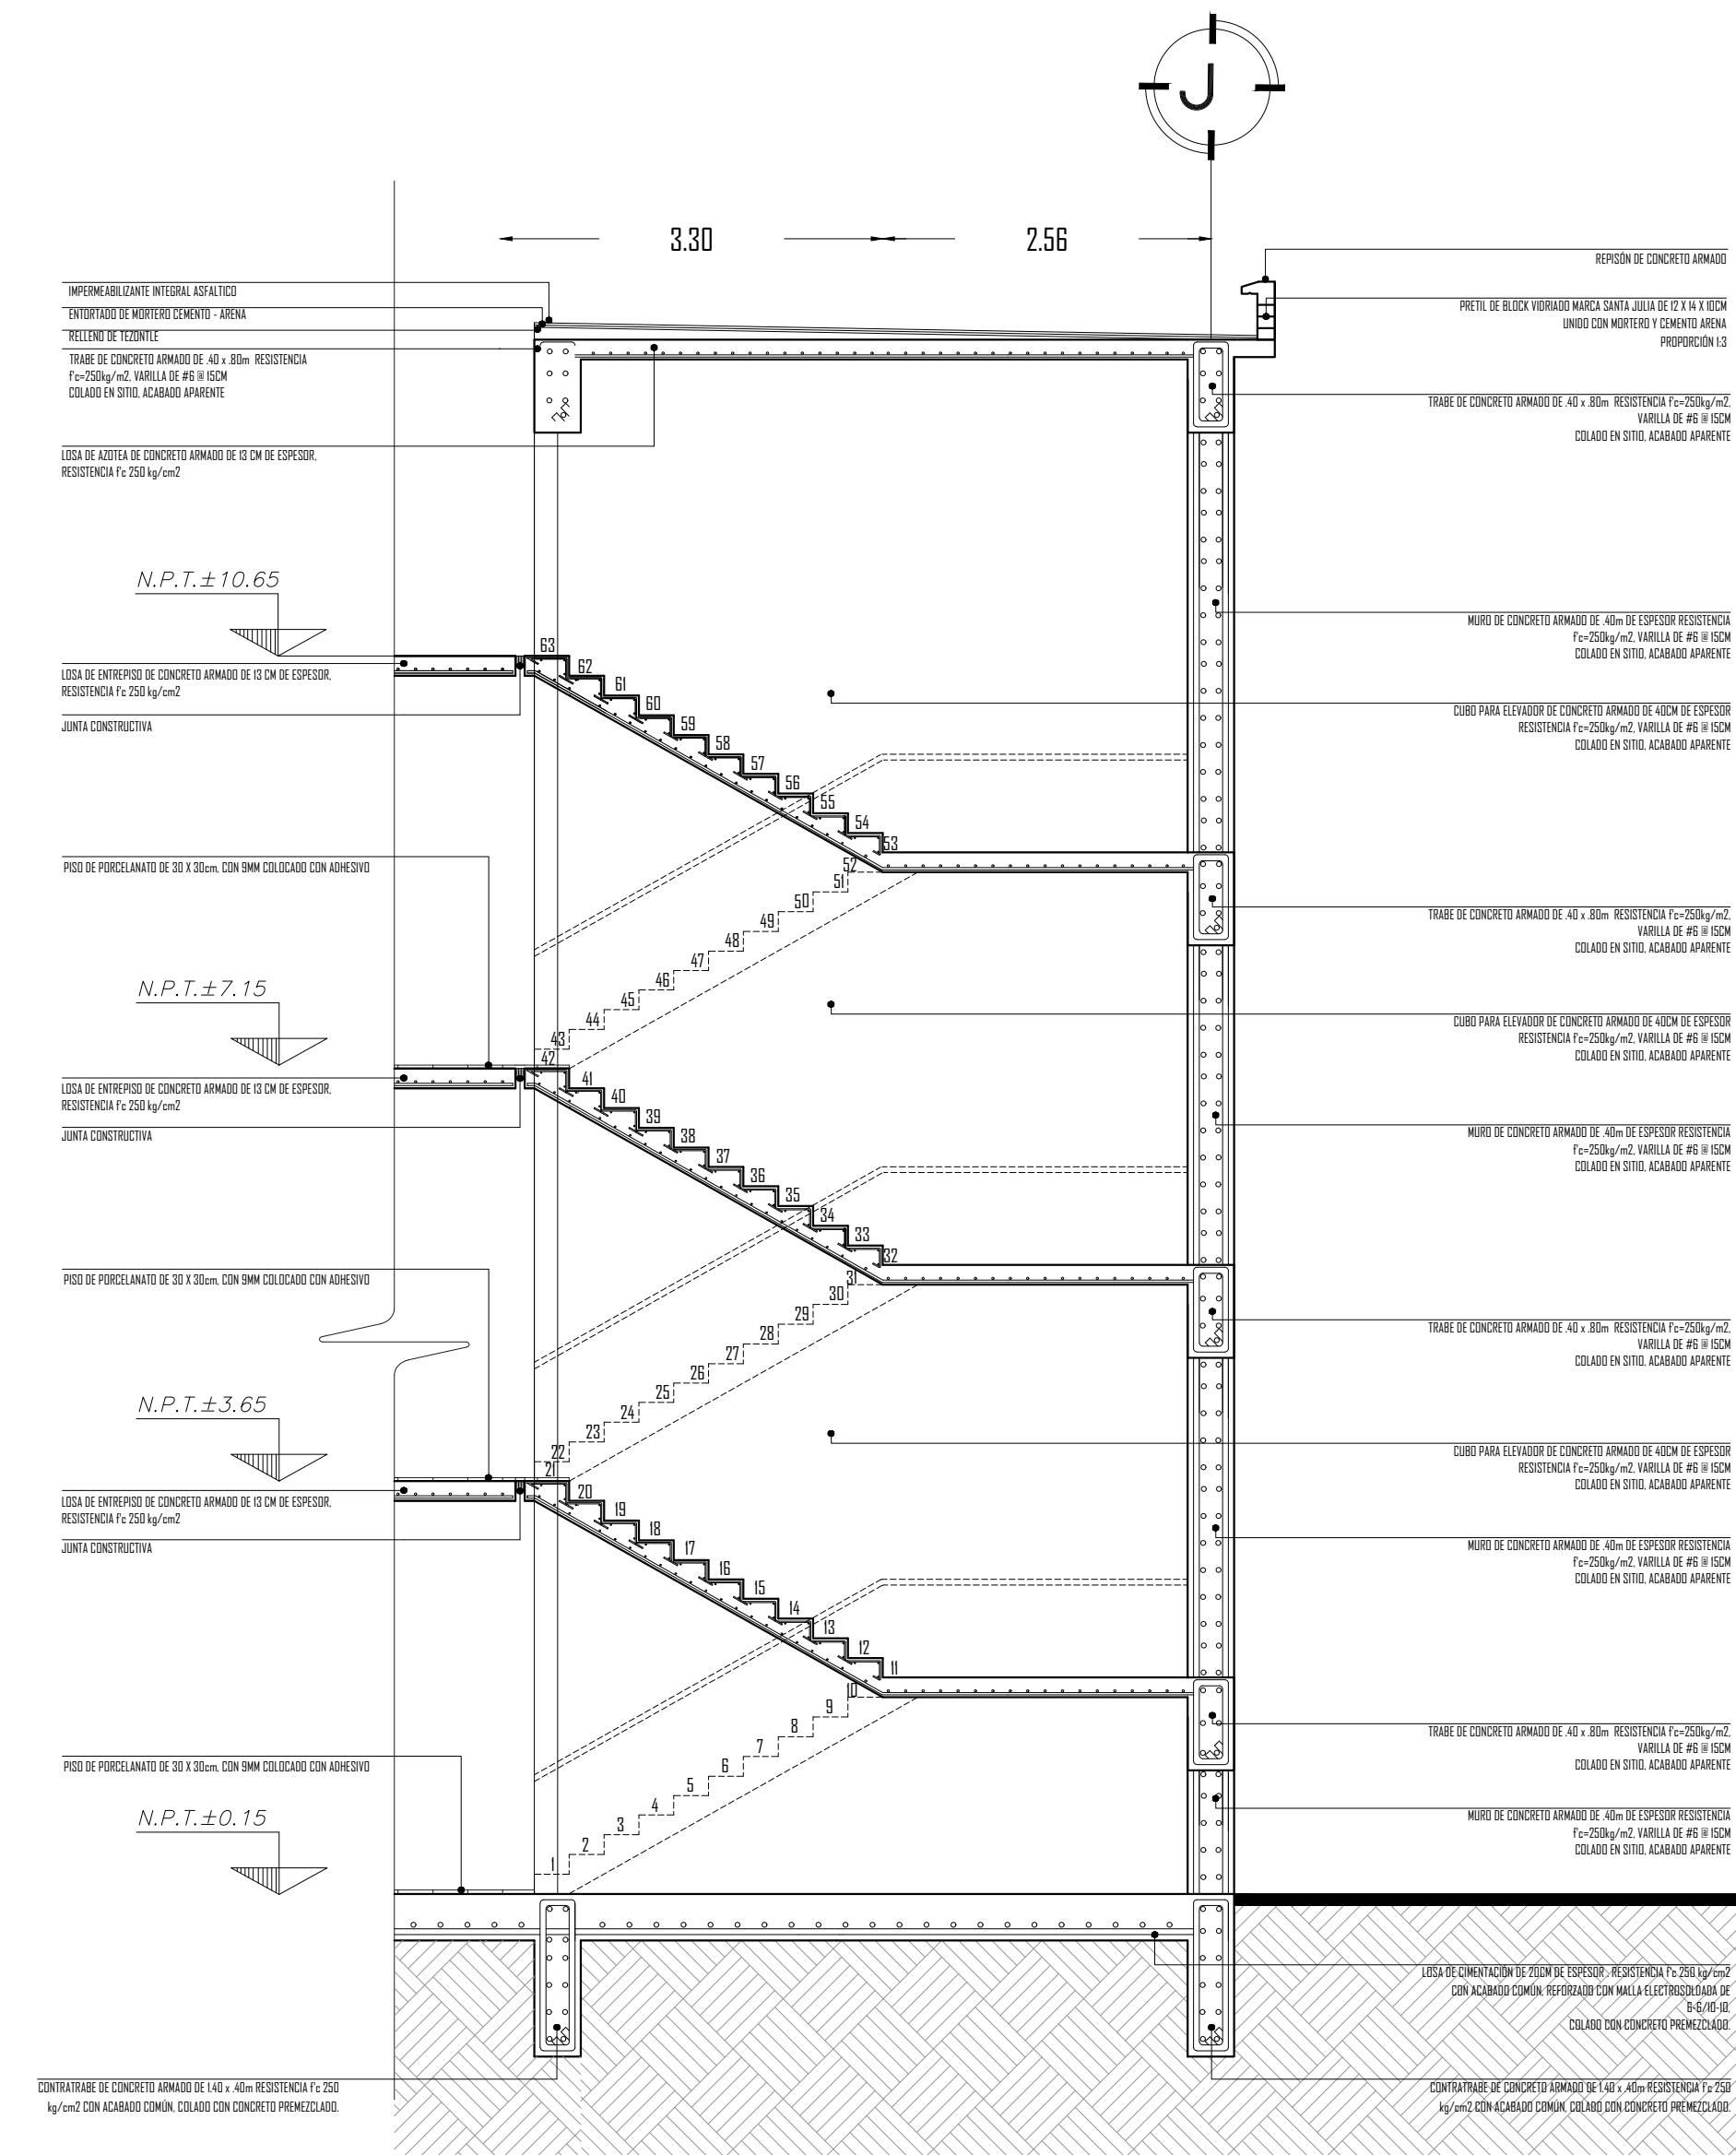 J
3.30
2.56
IMPERMEABILIZANTE INTEGRAL ASFALTICO
ENTORTADO DE MORTERO CEMENTO - ARENA
RELLENO DE TEZONTLE
TRABE DE CONCRETO ARMADO DE .40 x .80m RESISTENCIA
f'c=250kg/m2, VARILLA DE #6 @ 15CM
COLADO EN SITIO, ACABADO APARENTE
LOSA DE AZOTEA DE CONCRETO ARMADO DE 13 CM DE ESPESOR,
RESISTENCIA f'c 250 kg/cm2
N.P.T.±10.65
LOSA DE ENTREPISO DE CONCRETO ARMADO DE 13 CM DE ESPESOR,
RESISTENCIA f'c 250 kg/cm2
JUNTA CONSTRUCTIVA
PISO DE PORCELANATO DE 30 X 30cm, CON 9MM COLOCADO CON ADHESIVO
N.P.T.±7.15
LOSA DE ENTREPISO DE CONCRETO ARMADO DE 13 CM DE ESPESOR,
RESISTENCIA f'c 250 kg/cm2
JUNTA CONSTRUCTIVA
PISO DE PORCELANATO DE 30 X 30cm, CON 9MM COLOCADO CON ADHESIVO
N.P.T.±3.65
LOSA DE ENTREPISO DE CONCRETO ARMADO DE 13 CM DE ESPESOR,
RESISTENCIA f'c 250 kg/cm2
JUNTA CONSTRUCTIVA
PISO DE PORCELANATO DE 30 X 30cm, CON 9MM COLOCADO CON ADHESIVO
N.P.T.±0.15
CONTRATRABE DE CONCRETO ARMADO DE 1.40 x .40m RESISTENCIA f'c 250
kg/cm2 CON ACABADO COMÚN, COLADO CON CONCRETO PREMEZCLADO.
63
62
61
60
59
58
57
56
55
54
53
52
51
50
49
48
47
46
45
44
43
42
41
40
39
38
37
36
35
34
33
32
31
30
29
28
27
26
25
24
23
22
21
20
19
18
17
16
15
14
13
12
11
10
9
8
7
6
5
4
3
2
1
REPISÓN DE CONCRETO ARMADO
PRETIL DE BLOCK VIDRIADO MARCA SANTA JULIA DE 12 X 14 X 10CM
UNIDO CON MORTERO Y CEMENTO ARENA
PROPORCIÓN 1:3
TRABE DE CONCRETO ARMADO DE .40 x .80m RESISTENCIA f'c=250kg/m2,
VARILLA DE #6 @ 15CM
COLADO EN SITIO, ACABADO APARENTE
MURO DE CONCRETO ARMADO DE .40m DE ESPESOR RESISTENCIA
f'c=250kg/m2, VARILLA DE #6 @ 15CM
COLADO EN SITIO, ACABADO APARENTE
CUBO PARA ELEVADOR DE CONCRETO ARMADO DE 40CM DE ESPESOR
RESISTENCIA f'c=250kg/m2, VARILLA DE #6 @ 15CM
COLADO EN SITIO, ACABADO APARENTE
TRABE DE CONCRETO ARMADO DE .40 x .80m RESISTENCIA f'c=250kg/m2,
VARILLA DE #6 @ 15CM
COLADO EN SITIO, ACABADO APARENTE
CUBO PARA ELEVADOR DE CONCRETO ARMADO DE 40CM DE ESPESOR
RESISTENCIA f'c=250kg/m2, VARILLA DE #6 @ 15CM
COLADO EN SITIO, ACABADO APARENTE
MURO DE CONCRETO ARMADO DE .40m DE ESPESOR RESISTENCIA
f'c=250kg/m2, VARILLA DE #6 @ 15CM
COLADO EN SITIO, ACABADO APARENTE
TRABE DE CONCRETO ARMADO DE .40 x .80m RESISTENCIA f'c=250kg/m2,
VARILLA DE #6 @ 15CM
COLADO EN SITIO, ACABADO APARENTE
CUBO PARA ELEVADOR DE CONCRETO ARMADO DE 40CM DE ESPESOR
RESISTENCIA f'c=250kg/m2, VARILLA DE #6 @ 15CM
COLADO EN SITIO, ACABADO APARENTE
MURO DE CONCRETO ARMADO DE .40m DE ESPESOR RESISTENCIA
f'c=250kg/m2, VARILLA DE #6 @ 15CM
COLADO EN SITIO, ACABADO APARENTE
TRABE DE CONCRETO ARMADO DE .40 x .80m RESISTENCIA f'c=250kg/m2,
VARILLA DE #6 @ 15CM
COLADO EN SITIO, ACABADO APARENTE
MURO DE CONCRETO ARMADO DE .40m DE ESPESOR RESISTENCIA
f'c=250kg/m2, VARILLA DE #6 @ 15CM
COLADO EN SITIO, ACABADO APARENTE
LOSA DE CIMENTACIÓN DE 20CM DE ESPESOR . RESISTENCIA f'c 250 kg/cm2
CON ACABADO COMÚN, REFORZADO CON MALLA ELECTROSOLDADA DE
6-6/10-10,
COLADO CON CONCRETO PREMEZCLADO.
CONTRATRABE DE CONCRETO ARMADO DE 1.40 x .40m RESISTENCIA f'c 250
kg/cm2 CON ACABADO COMÚN, COLADO CON CONCRETO PREMEZCLADO.